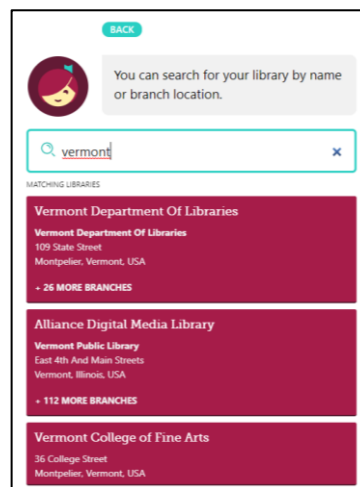 BACK
You can search for your library by name
or branch location.
vermont
MATCHING LIBRARIES
Vermont Department Of Libraries
Vermont Department Of Libraries
109 State Street
Montpelier, Vermont, USA
+ 26 MORE BRANCHES
Alliance Digital Media Library
Vermont Public Library
East 4th And Main Streets
Vermont, Illinois, USA
+ 112 MORE BRANCHES
Vermont College of Fine Arts
36 College Street
Montpelier, Vermont, USA